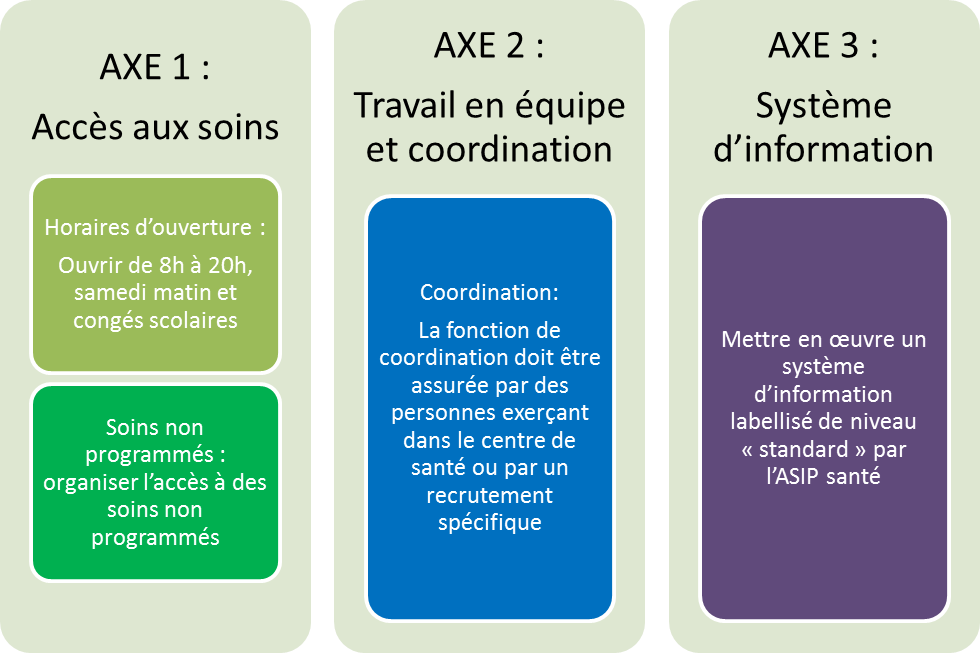 AXE 1 :
Accès aux soins
Horaires d’ouverture :
Ouvrir de 8h à 20h,
samedi matin et
congés scolaires
Soins non
programmés :
organiser l’accès à des
soins non
programmés
AXE 2 :
Travail en équipe
et coordination
Coordination:
La fonction de
coordination doit être
assurée par des
personnes exerçant
dans le centre de
santé ou par un
recrutement
spécifique
AXE 3 :
Système
d’information
Mettre en œuvre un
système
d’information
labellisé de niveau
« standard » par
l’ASIP santé